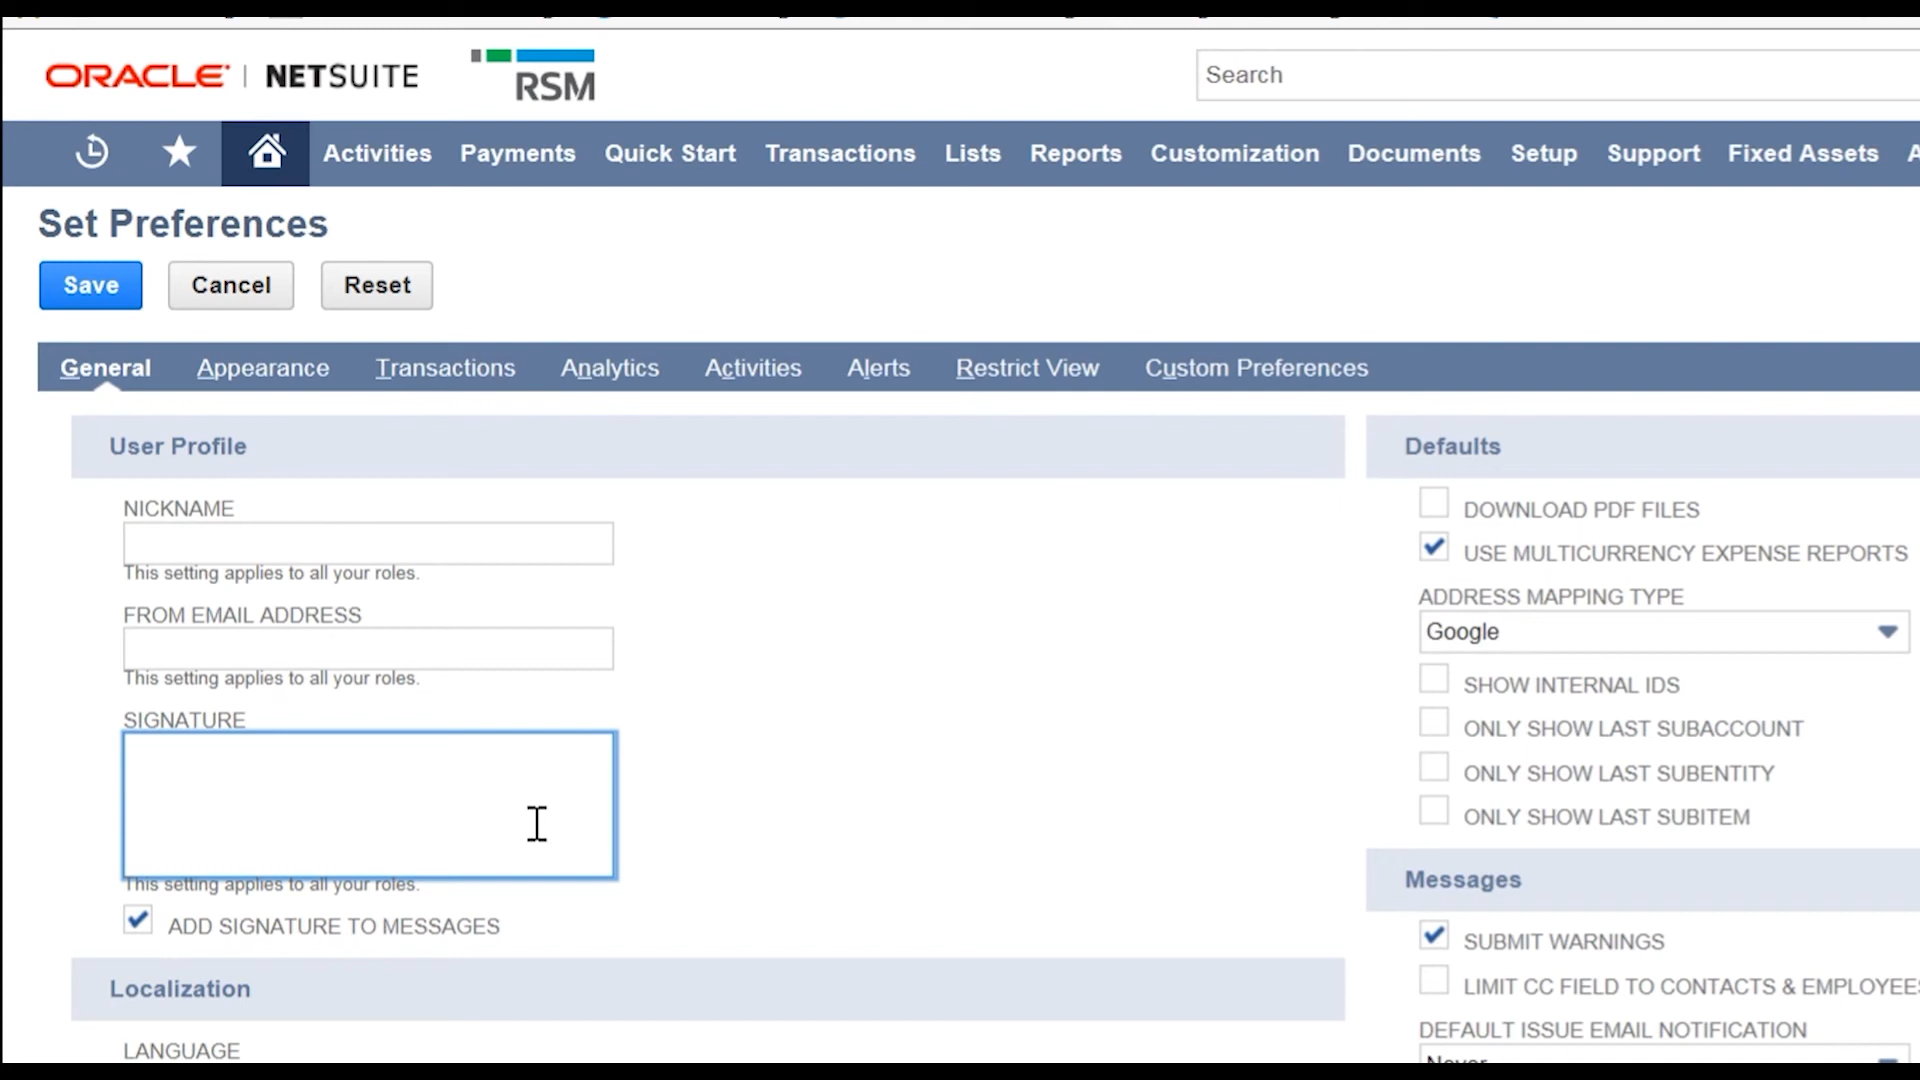 ORACLE | NETSUITE RSM Search
Activities Payments Quick Start Transactions Lists Reports Customization Documents Setup Support Fixed Assets A
Set Preferences
Save Cancel Reset
General Appearance Transactions Analytics Activities Alerts Restrict View Custom Preferences
User Profile
NICKNAME
This setting applies to all your roles.
FROM EMAIL ADDRESS
This setting applies to all your roles.
SIGNATURE
This setting applies to all your roles.
ADD SIGNATURE TO MESSAGES
Localization
LANGUAGE
Defaults
DOWNLOAD PDF FILES
USE MULTICURRENCY EXPENSE REPORTS
ADDRESS MAPPING TYPE
Google
SHOW INTERNAL IDS
ONLY SHOW LAST SUBACCOUNT
ONLY SHOW LAST SUBENTITY
ONLY SHOW LAST SUBITEM
Messages
SUBMIT WARNINGS
LIMIT CC FIELD TO CONTACTS & EMPLOYEES
DEFAULT ISSUE EMAIL NOTIFICATION
Never